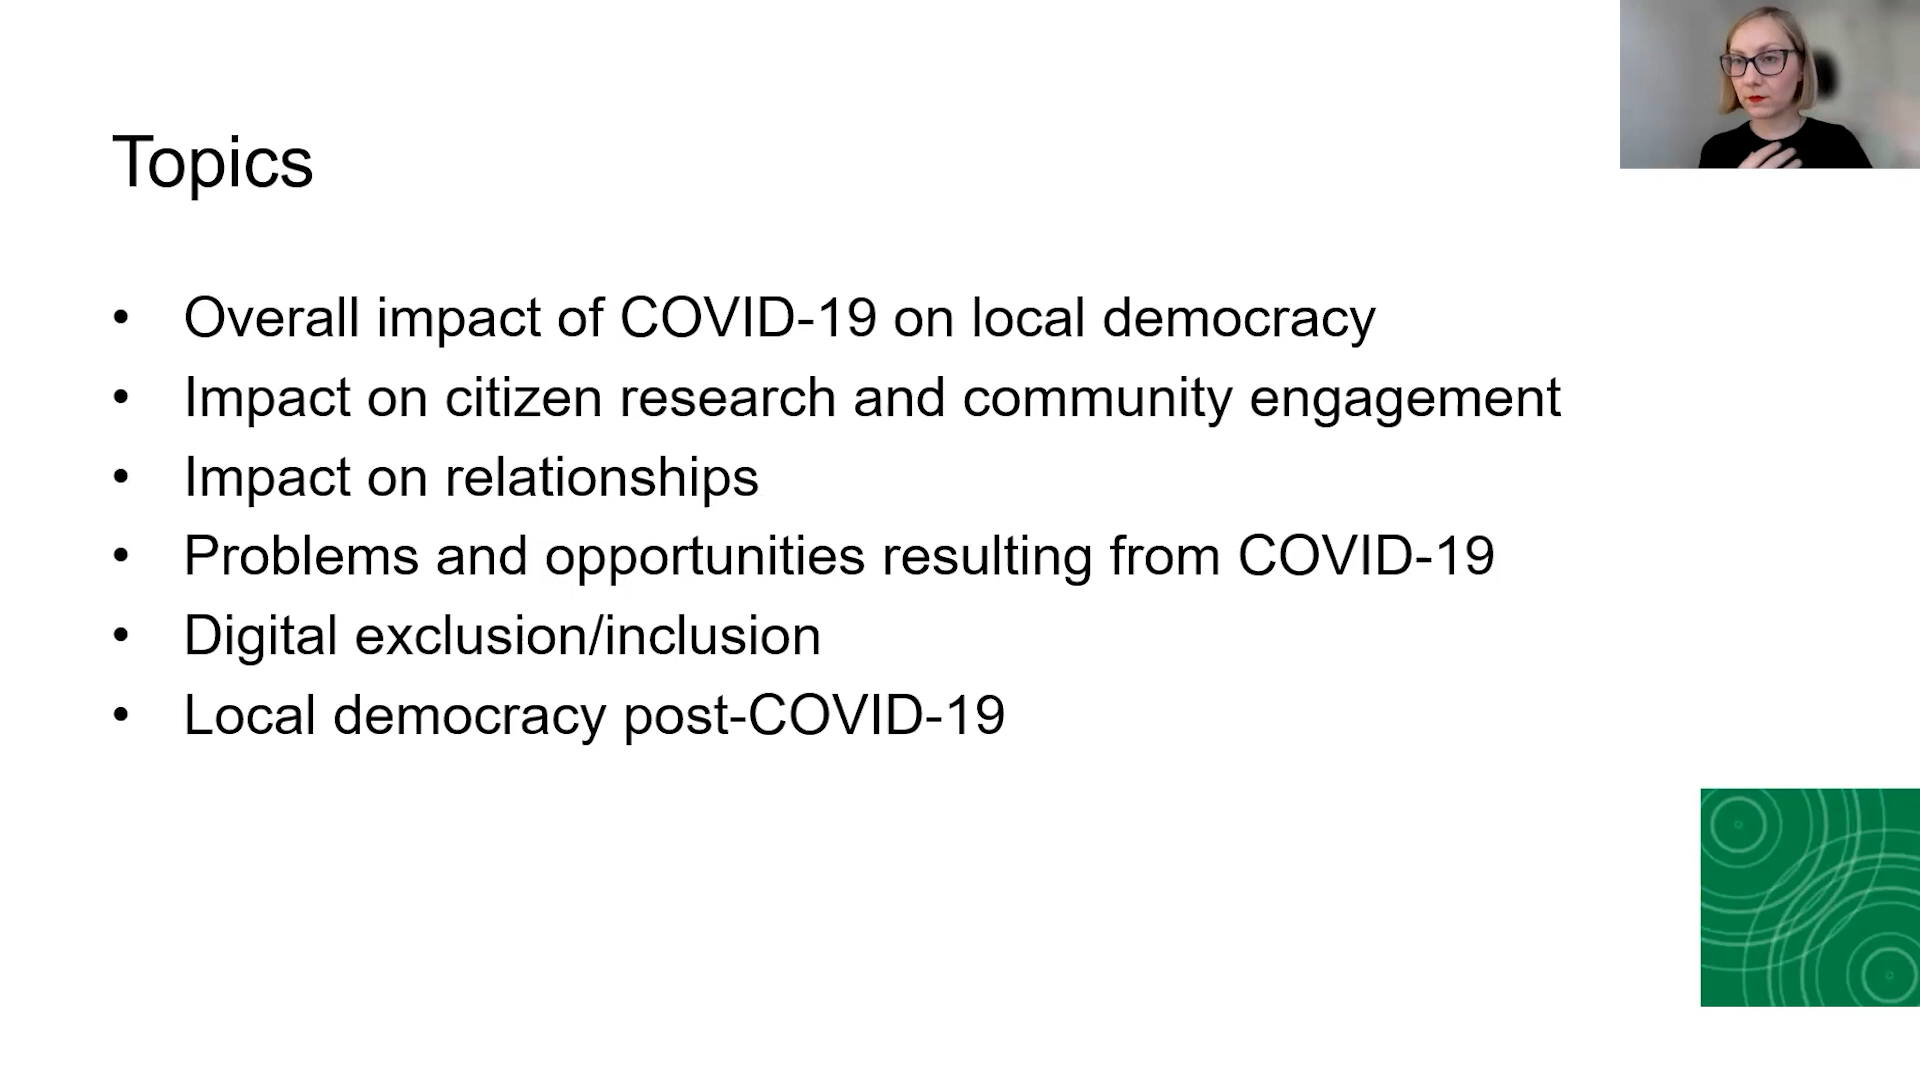 Topics
• Overall impact of COVID-19 on local democracy
• Impact on citizen research and community engagement
• Impact on relationships
• Problems and opportunities resulting from COVID-19
• Digital exclusion/inclusion
• Local democracy post-COVID-19